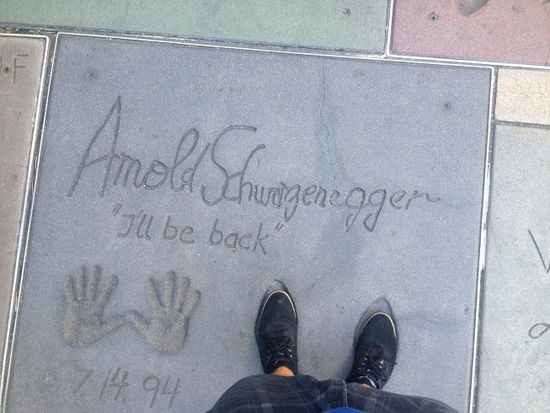 Arnold Schwarzenegger
"I'll be back"
7 14 94
F
V
a